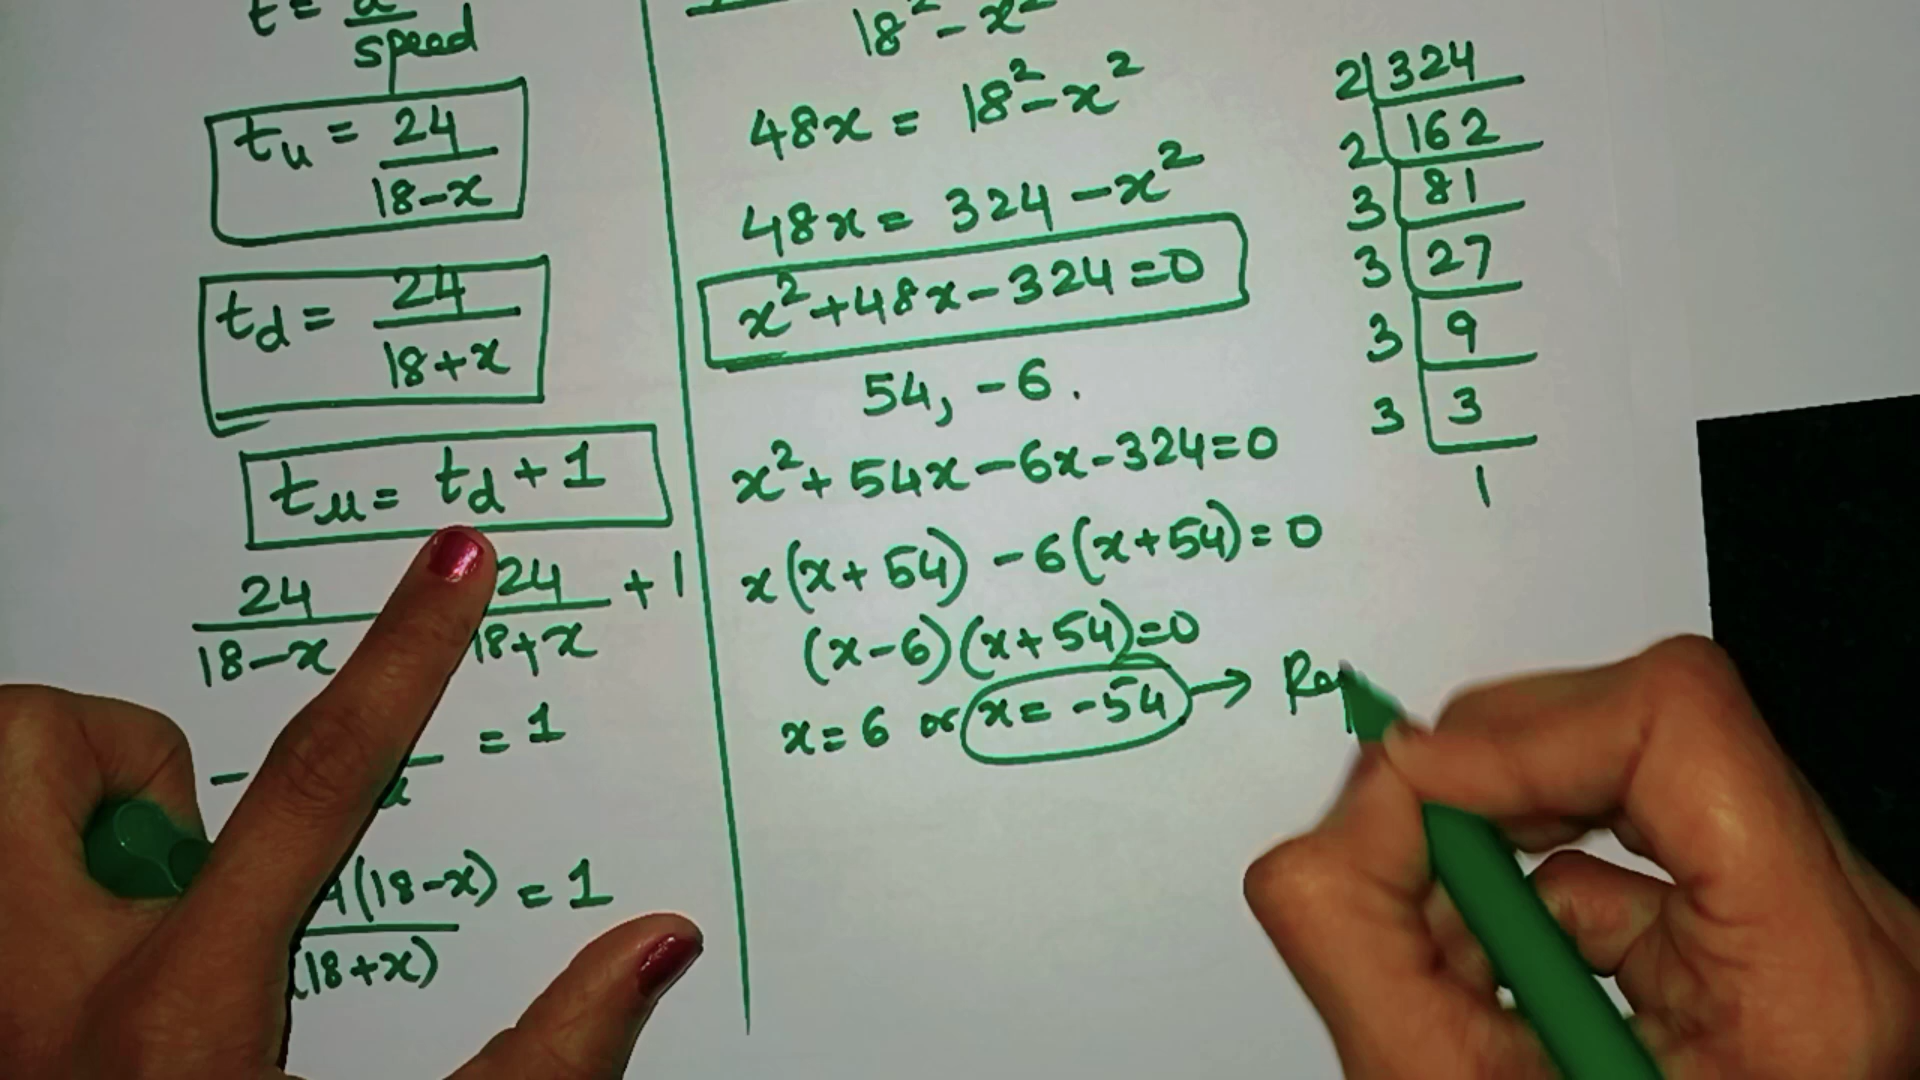 t = d/speed
tu = 24/18-x
td = 24/18+x
tu = td + 1
24/18-x 24/18+x + 1
- = 1
(18-x) = 1
(18+x)
18² - x²
48x = 18² - x²
48x = 324 - x²
x² + 48x - 324 = 0
54, -6.
x² + 54x - 6x - 324 = 0
x(x + 54) - 6(x + 54) = 0
(x - 6)(x + 54) = 0
x = 6 or x = -54 →
2 324
2 162
3 81
3 27
3 9
3 3
1